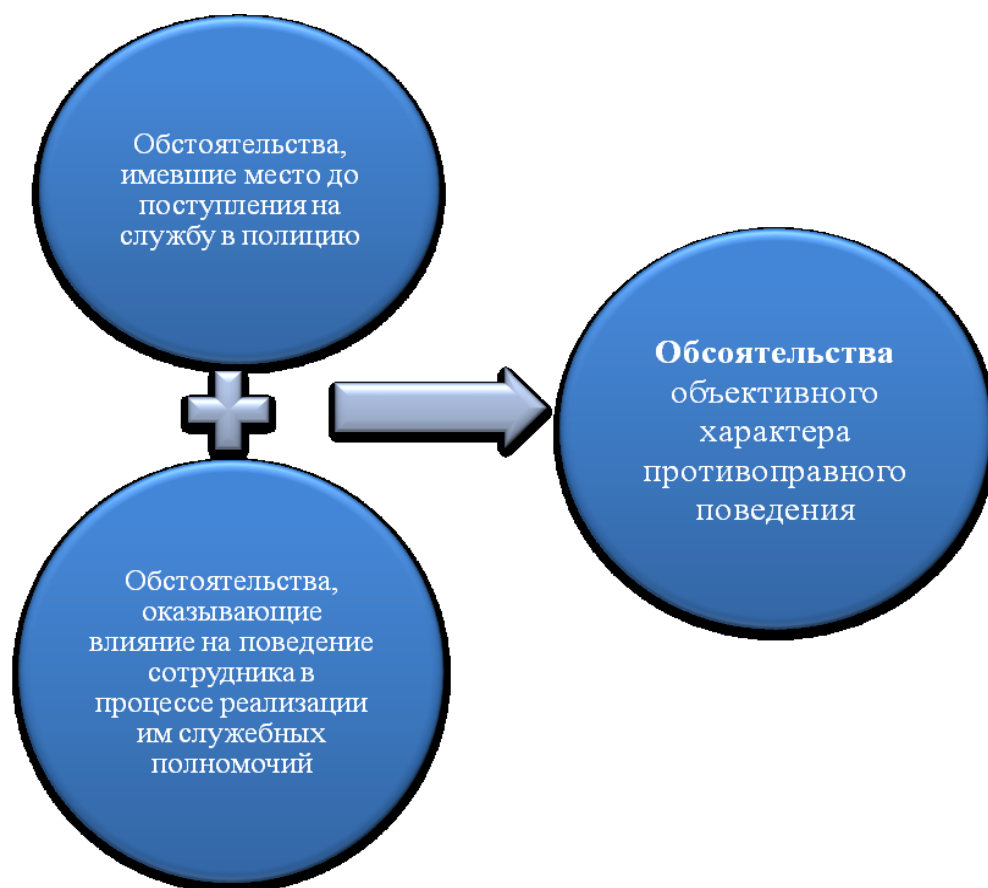 Обстоятельства,
имевшие место до
поступления на
службу в полицию
Обсоятельства
объективного
характера
противоправного
поведения
Обстоятельства,
оказывающие
влияние на поведение
сотрудника в
процессе реализации
им служебных
полномочий